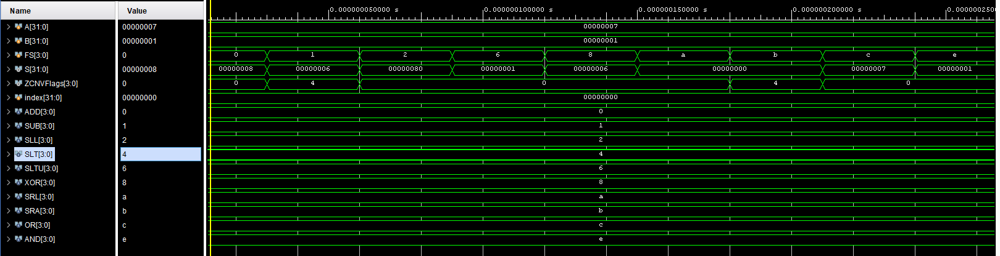 Name Value 0.000000050000 s 0.000000100000 s 0.000000150000 s 0.000000200000 s 0.0000002500
A[31:0] 00000007 00000007
B[31:0] 00000001 00000001
FS[3:0] 0 0 1 2 6 8 a b c e
S[31:0] 00000008 00000008 00000006 00000080 00000001 00000006 00000000 00000007 00000001
ZCNVFlags[3:0] 0 0 4 0 4 0
index[31:0] 00000000 00000000
ADD[3:0] 0 0
SUB[3:0] 1 1
SLL[3:0] 2 2
SLT[3:0] 4 4
SLTU[3:0] 6 6
XOR[3:0] 8 8
SRL[3:0] a a
SRA[3:0] b b
OR[3:0] c c
AND[3:0] e e